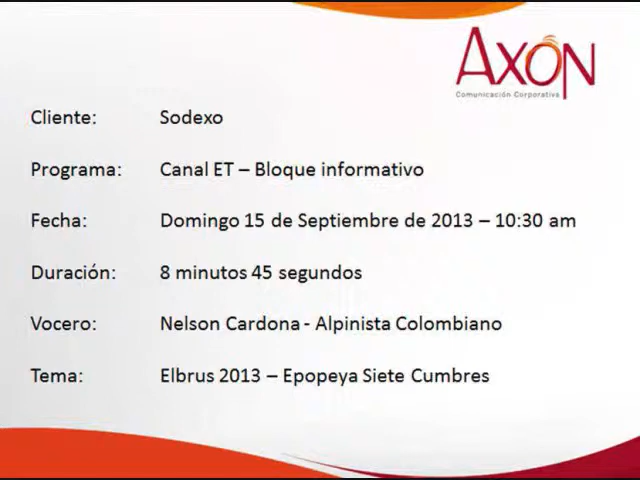 AXÓN
Comunicación Corporativa
Cliente: Sodexo
Programa: Canal ET – Bloque informativo
Fecha: Domingo 15 de Septiembre de 2013 – 10:30 am
Duración: 8 minutos 45 segundos
Vocero: Nelson Cardona - Alpinista Colombiano
Tema: Elbrus 2013 – Epopeya Siete Cumbres